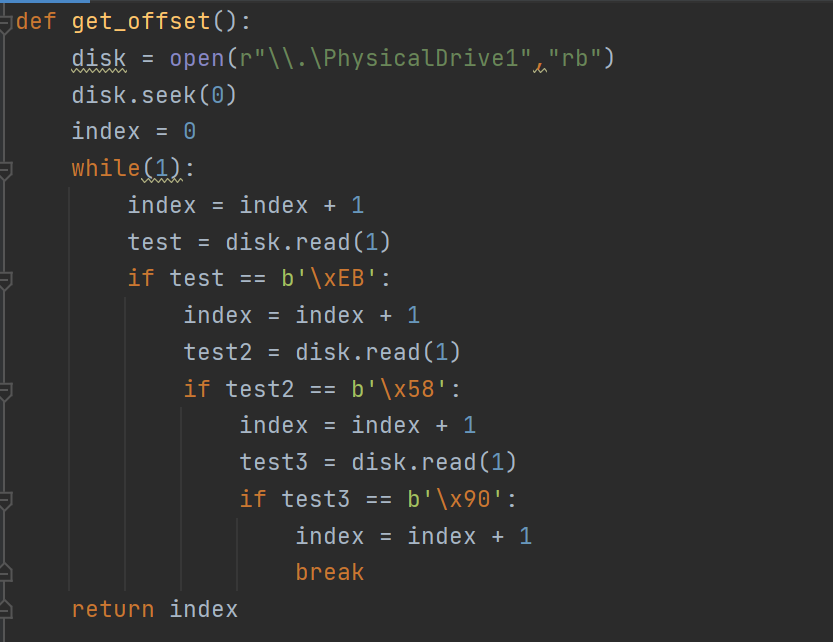 def get_offset():
    disk = open(r"\\.\PhysicalDrive1","rb")
    disk.seek(0)
    index = 0
    while(1):
        index = index + 1
        test = disk.read(1)
        if test == b'\xEB':
            index = index + 1
            test2 = disk.read(1)
            if test2 == b'\x58':
                index = index + 1
                test3 = disk.read(1)
                if test3 == b'\x90':
                    index = index + 1
                    break
    return index